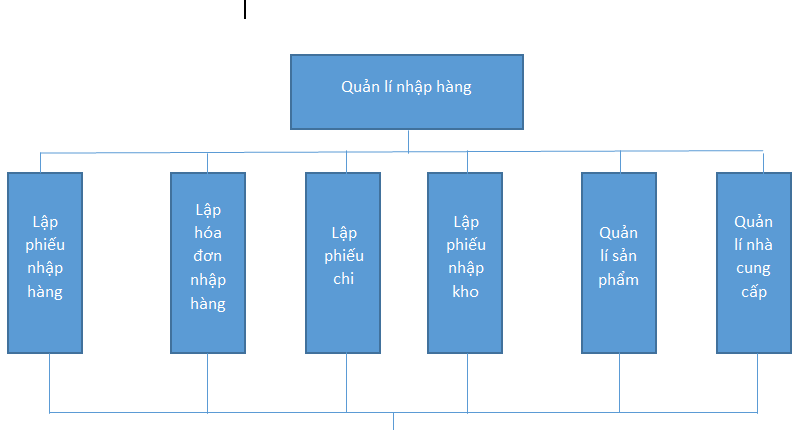 Quản lí nhập hàng
Lập
phiếu
nhập
hàng
Lập
hóa
đơn
nhập
hàng
Lập
phiếu
chi
Lập
phiếu
nhập
kho
Quản
lí sản
phẩm
Quản
lí nhà
cung
cấp